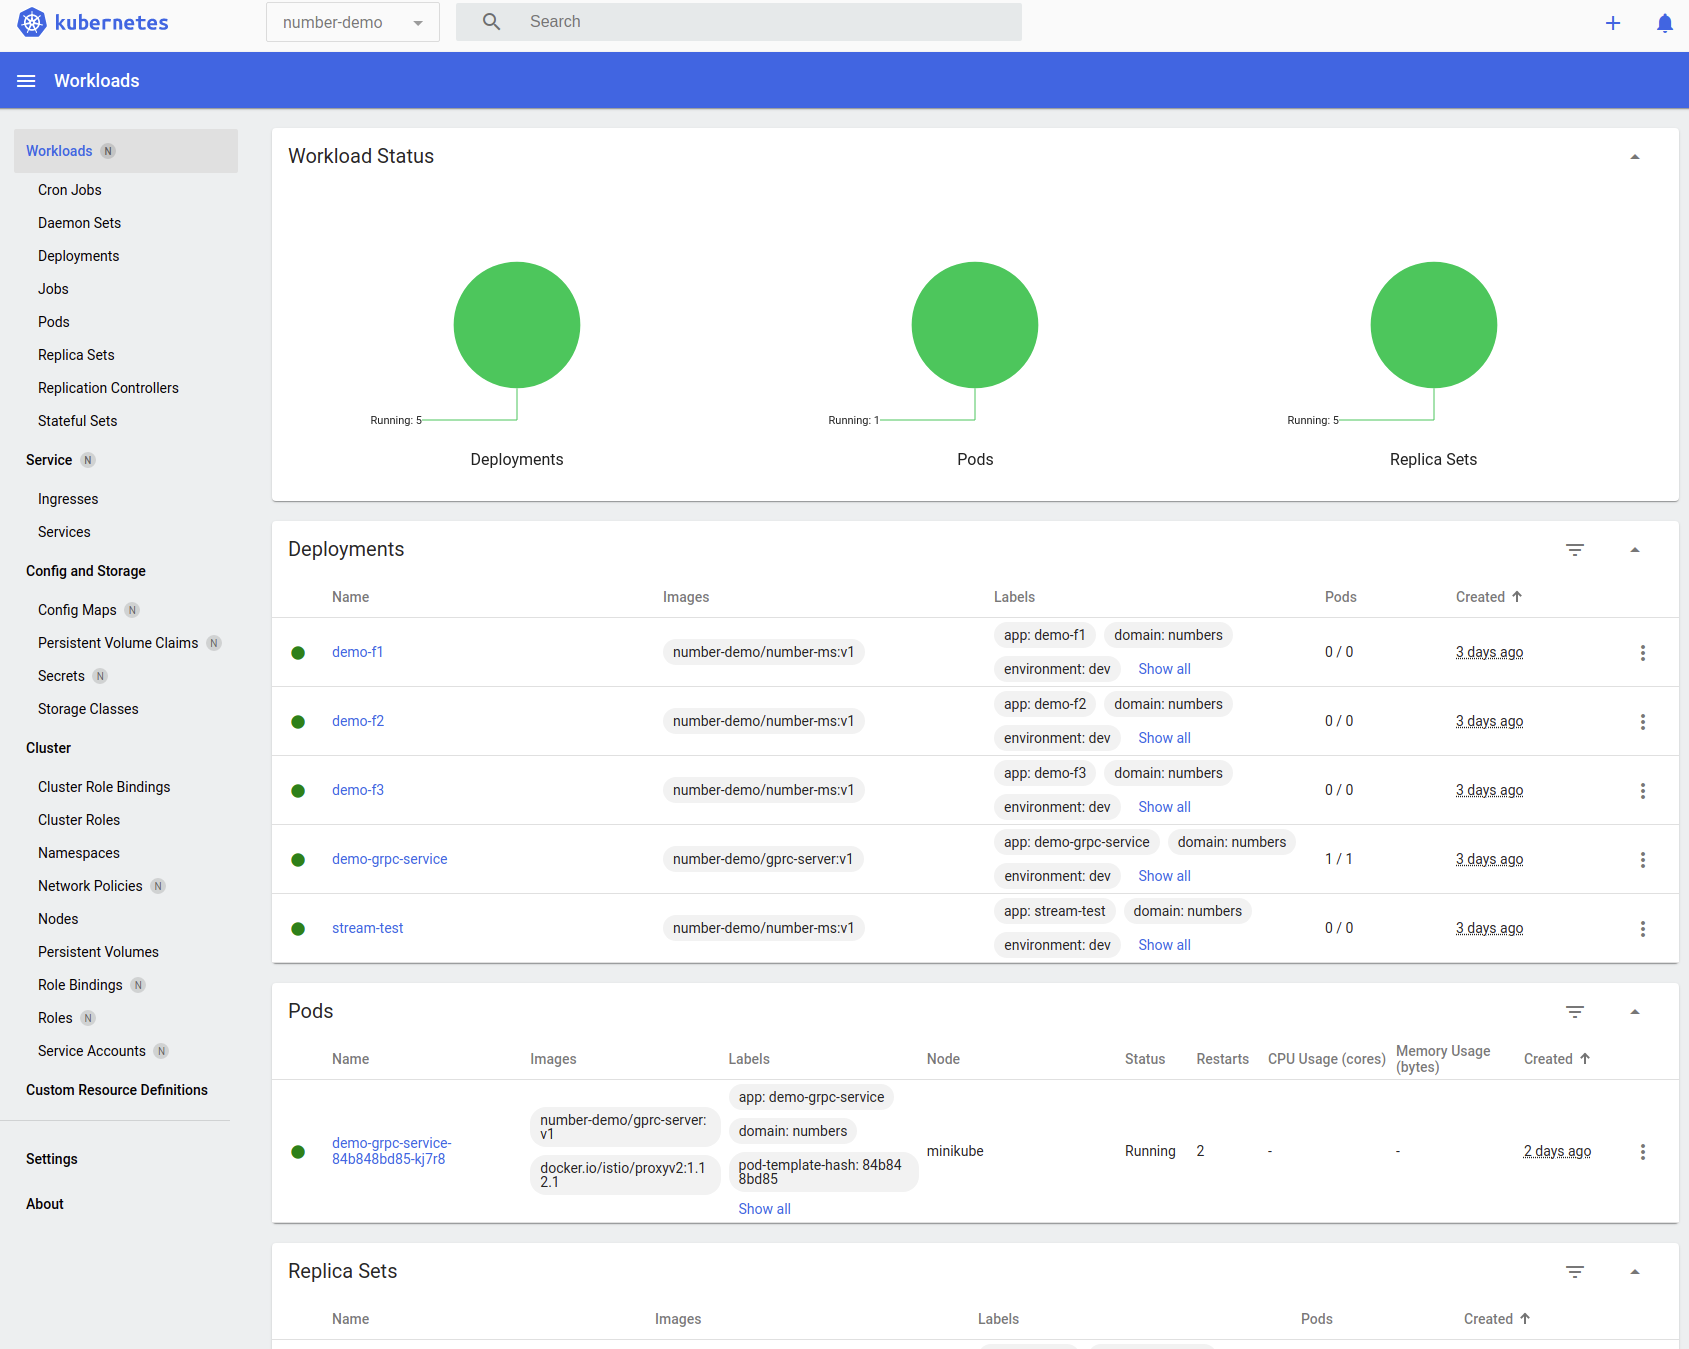 kubernetes
number-demo
Search
Workloads
Workloads N
Cron Jobs
Daemon Sets
Deployments
Jobs
Pods
Replica Sets
Replication Controllers
Stateful Sets
Service N
Ingresses
Services
Config and Storage
Config Maps N
Persistent Volume Claims N
Secrets N
Storage Classes
Cluster
Cluster Role Bindings
Cluster Roles
Namespaces
Network Policies N
Nodes
Persistent Volumes
Role Bindings N
Roles N
Service Accounts N
Custom Resource Definitions
Settings
About
Workload Status
Running: 5
Deployments
Running: 1
Pods
Running: 5
Replica Sets
Deployments
Name Images Labels Pods Created
demo-f1 number-demo/number-ms:v1 app: demo-f1 domain: numbers 0 / 0 3 days ago
environment: dev Show all
demo-f2 number-demo/number-ms:v1 app: demo-f2 domain: numbers 0 / 0 3 days ago
environment: dev Show all
demo-f3 number-demo/number-ms:v1 app: demo-f3 domain: numbers 0 / 0 3 days ago
environment: dev Show all
demo-grpc-service number-demo/gprc-server:v1 app: demo-grpc-service domain: numbers 1 / 1 3 days ago
environment: dev Show all
stream-test number-demo/number-ms:v1 app: stream-test domain: numbers 0 / 0 3 days ago
environment: dev Show all
Pods
Name Images Labels Node Status Restarts CPU Usage (cores) Memory Usage (bytes) Created
demo-grpc-service-
84b848bd85-kj7r8
number-demo/gprc-server:
v1
docker.io/istio/proxyv2:1.1
2.1
app: demo-grpc-service
domain: numbers
pod-template-hash: 84b84
8bd85
Show all
minikube Running 2 - - 2 days ago
Replica Sets
Name Images Labels Pods Created